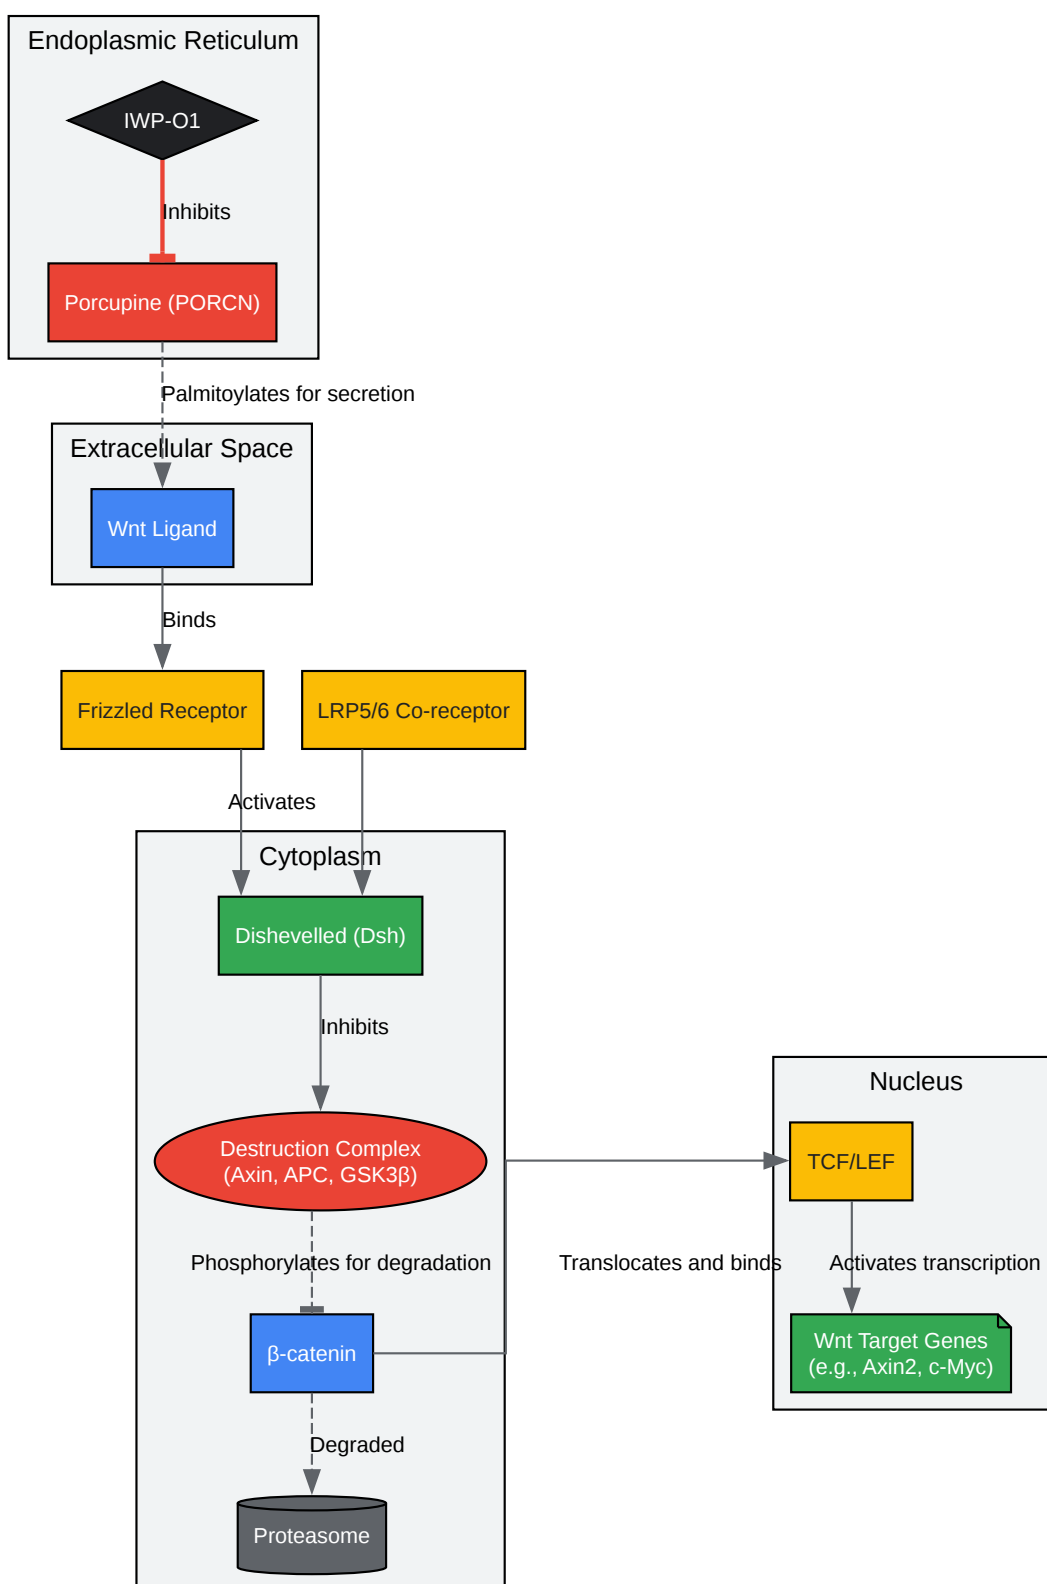 Endoplasmic Reticulum
IWP-O1
Inhibits
Porcupine (PORCN)
Palmitoylates for secretion
Extracellular Space
Wnt Ligand
Binds
Frizzled Receptor
LRP5/6 Co-receptor
Activates
Cytoplasm
Dishevelled (Dsh)
Inhibits
Destruction Complex
(Axin, APC, GSK3β)
Phosphorylates for degradation
β-catenin
Degraded
Proteasome
Translocates and binds
Nucleus
TCF/LEF
Activates transcription
Wnt Target Genes
(e.g., Axin2, c-Myc)